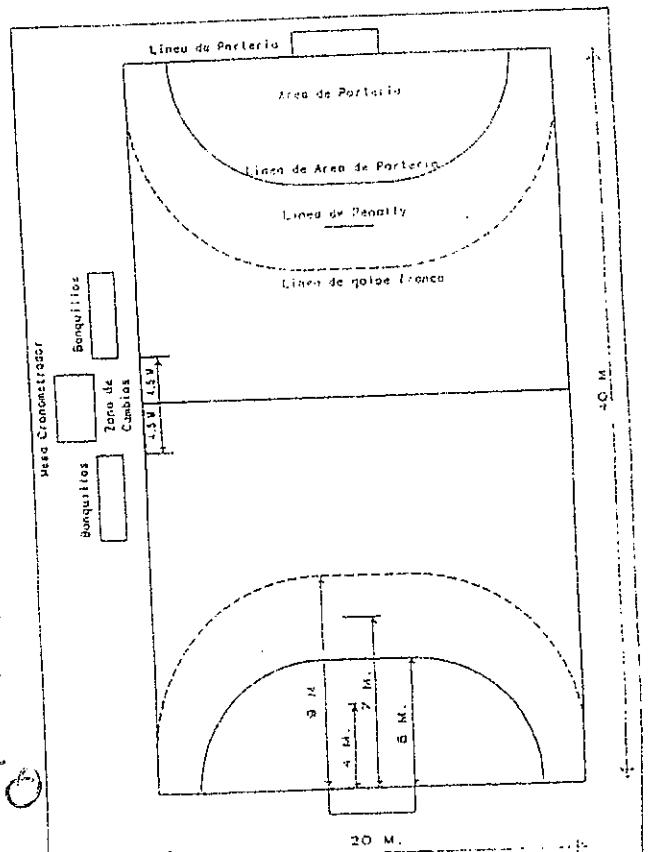 Linea de Porteria
Area de Porteria
Linea de Area de Porteria
Linea de Penalty
Linea de golpe franco
Banquillos
Mesa Cronometrador
Zona de
Cambios
4.5 M
4.5 M
Banquillos
40 M
9 M
4 M.
7 M.
6 M.
20 M.